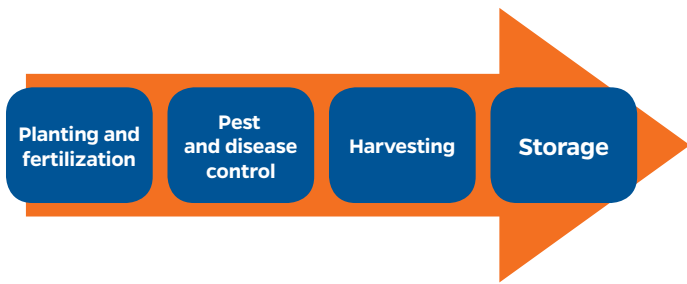 Planting and
fertilization
Pest
and disease
control
Harvesting
Storage